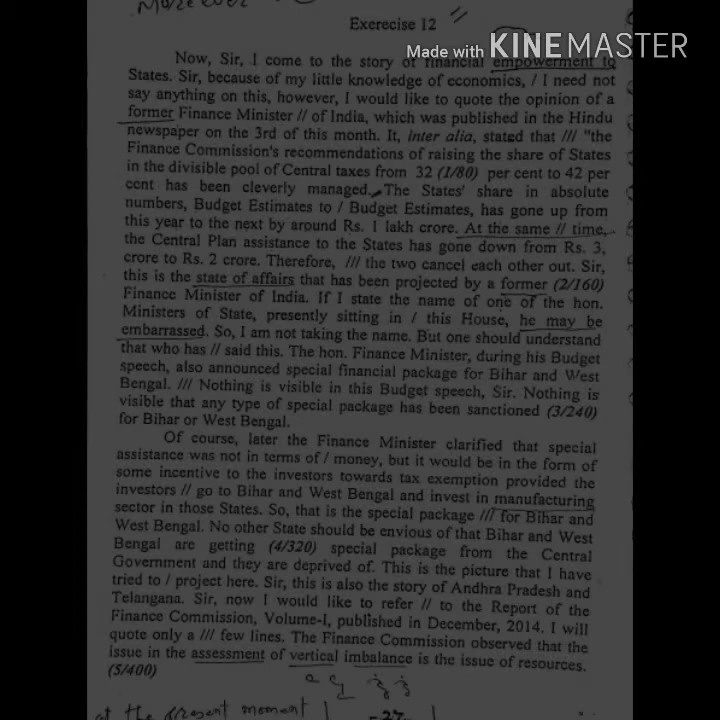 Moreover
Made with KINEMASTER
Exerecise 12
Now, Sir, I come to the story of financial empowerment to
States. Sir, because of my little knowledge of economics, / I need not
say anything on this, however, I would like to quote the opinion of a
former Finance Minister // of India, which was published in the Hindu
newspaper on the 3rd of this month. It, inter alia, stated that /// "the
Finance Commission's recommendations of raising the share of States
in the divisible pool of Central taxes from 32 (1/80) per cent to 42 per
cent has been cleverly managed. The States' share in absolute
numbers, Budget Estimates to / Budget Estimates, has gone up from
this year to the next by around Rs. 1 lakh crore. At the same // time,
the Central Plan assistance to the States has gone down from Rs. 3,
crore to Rs. 2 crore. Therefore, /// the two cancel each other out. Sir,
this is the state of affairs that has been projected by a former (2/160)
Finance Minister of India. If I state the name of one of the hon.
Ministers of State, presently sitting in / this House, he may be
embarrassed. So, I am not taking the name. But one should understand
that who has // said this. The hon. Finance Minister, during his Budget
speech, also announced special financial package for Bihar and West
Bengal. /// Nothing is visible in this Budget speech, Sir. Nothing is
visible that any type of special package has been sanctioned (3/240)
for Bihar or West Bengal.
Of course, later the Finance Minister clarified that special
assistance was not in terms of / money, but it would be in the form of
some incentive to the investors towards tax exemption provided the
investors // go to Bihar and West Bengal and invest in manufacturing
sector in those States. So, that is the special package /// for Bihar and
West Bengal. No other State should be envious of that Bihar and West
Bengal are getting (4/320) special package from the Central
Government and they are deprived of. This is the picture that I have
tried to / project here. Sir, this is also the story of Andhra Pradesh and
Telangana. Sir, now I would like to refer // to the Report of the
Finance Commission, Volume-I, published in December, 2014. I will
quote only a /// few lines. The Finance Commission observed that the
issue in the assessment of vertical imbalance is the issue of resources.
(5/400)
at the present moment
-27-